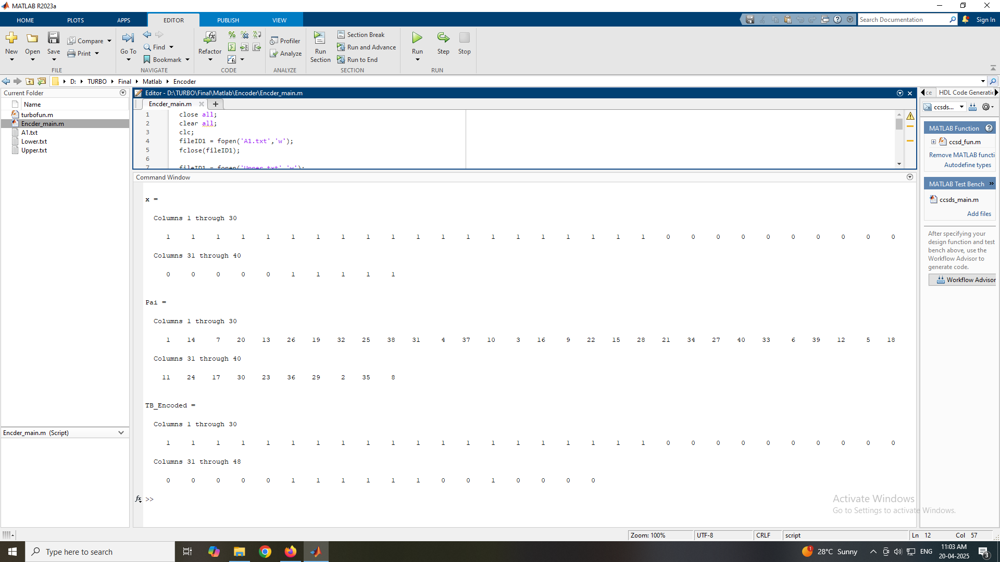 MATLAB R2023a
HOME PLOTS APPS EDITOR PUBLISH VIEW Search Documentation Sign In
New Open Save Compare Print Go To Find Bookmark Refactor Profiler Analyze Run Section Section Break Run and Advance Run to End Run Step Stop
FILE NAVIGATE CODE ANALYZE SECTION RUN
D: TURBO Final Matlab Encoder
Current Folder
Name
turbofun.m
Encder_main.m
A1.txt
Lower.txt
Upper.txt
Encder_main.m (Script)
Editor - D:\TURBO\Final\Matlab\Encoder\Encder_main.m
Encder_main.m
1 close all;
2 clear all;
3 clc;
4 fileID1 = fopen('A1.txt','w');
5 fclose(fileID1);
6
7 fileID1 = fopen('Upper.txt','w');
Command Window
x =
Columns 1 through 30
1 1 1 1 1 1 1 1 1 1 1 1 1 1 1 1 1 1 1 1 0 0 0 0 0 0 0 0 0 0
Columns 31 through 40
0 0 0 0 0 1 1 1 1 1
Pai =
Columns 1 through 30
1 14 7 20 13 26 19 32 25 38 31 4 37 10 3 16 9 22 15 28 21 34 27 40 33 6 39 12 5 18
Columns 31 through 40
11 24 17 30 23 36 29 2 35 8
TB_Encoded =
Columns 1 through 30
1 1 1 1 1 1 1 1 1 1 1 1 1 1 1 1 1 1 1 1 0 0 0 0 0 0 0 0 0 0
Columns 31 through 48
0 0 0 0 0 1 1 1 1 1 1 0 0 1 0 0 0 0
fx >>
ce HDL Code Generatic
ccsds...
MATLAB Function
ccsd_fun.m
Remove MATLAB functi
Autodefine types
MATLAB Test Bench »
ccsds_main.m
Add files
After specifying your
design function and test
bench above, use the
Workflow Advisor to
generate code.
Workflow Advisor
Activate Windows
Go to Settings to activate Windows.
Zoom: 100% UTF-8 CRLF script Ln 12 Col 57
Type here to search
1
28°C Sunny
ENG
11:03 AM
20-04-2025
3